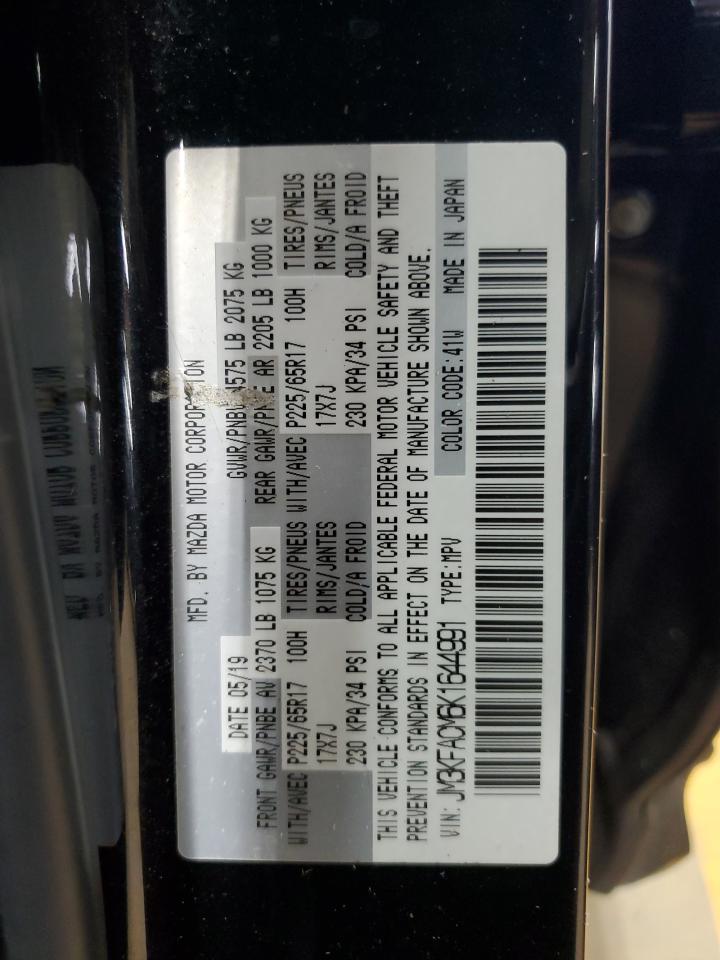 MFD. BY MAZDA MOTOR CORPORATION
DATE 05/19 GVWR/PNBV 4575 LB 2075 KG
FRONT GAWR/PNBE AV 2370 LB 1075 KG REAR GAWR/PNBE AR 2205 LB 1000 KG
WITH/AVEC P225/65R17 100H TIRES/PNEUS WITH/AVEC P225/65R17 100H TIRES/PNEUS
17X7J RIMS/JANTES 17X7J RIMS/JANTES
230 KPA/34 PSI COLD/A FROID 230 KPA/34 PSI COLD/A FROID
THIS VEHICLE CONFORMS TO ALL APPLICABLE FEDERAL MOTOR VEHICLE SAFETY AND THEFT
PREVENTION STANDARDS IN EFFECT ON THE DATE OF MANUFACTURE SHOWN ABOVE.
VIN: JM3KFACM6K1644991 TYPE:MPV COLOR CODE:41W MADE IN JAPAN